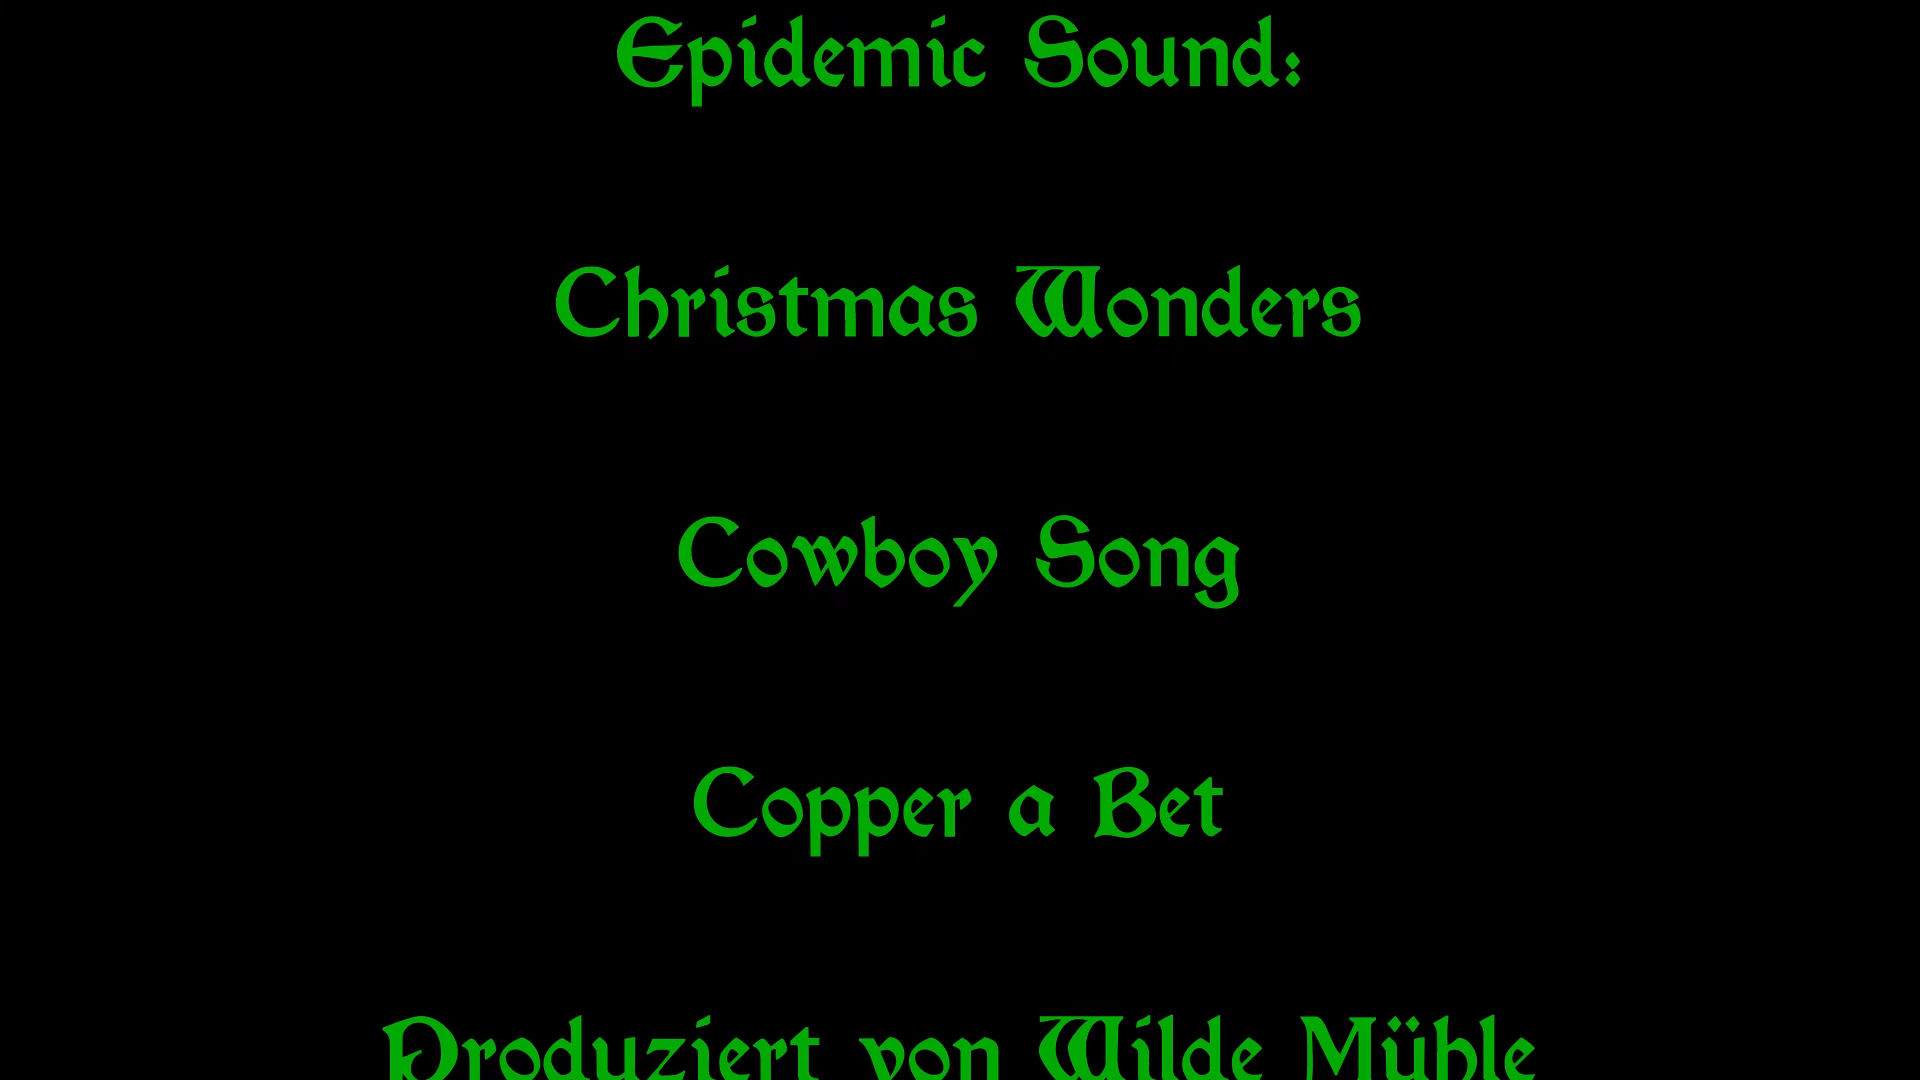 Epidemic Sound:
Christmas Wonders
Cowboy Song
Copper a Bet
Produziert von Wilde Mühle